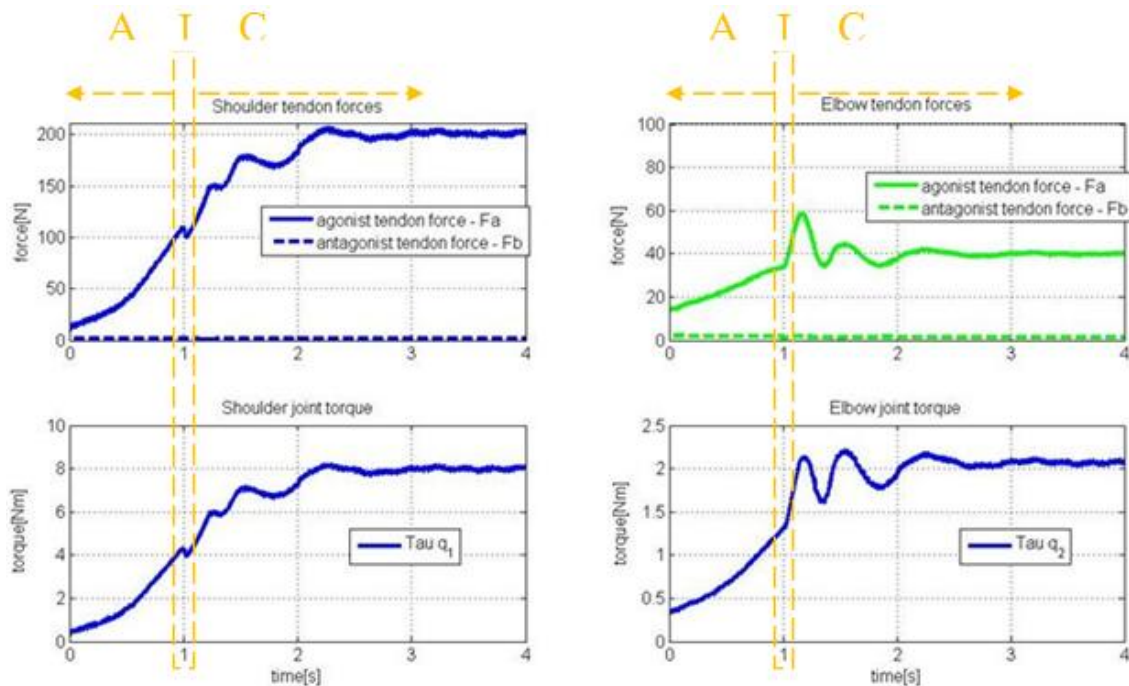 A I C
A I C
Shoulder tendon forces
200
150
100
50
0
force[N]
agonist tendon force - Fa
antagonist tendon force - Fb
0 1 2 3 4
Elbow tendon forces
100
80
60
40
20
0
force[N]
agonist tendon force - Fa
antagonist tendon force - Fb
0 1 2 3 4
Shoulder joint torque
10
8
6
4
2
0
torque[Nm]
Tau q1
0 1 2 3 4
time[s]
Elbow joint torque
2.5
2
1.5
1
0.5
0
torque[Nm]
Tau q2
0 1 2 3 4
time[s]